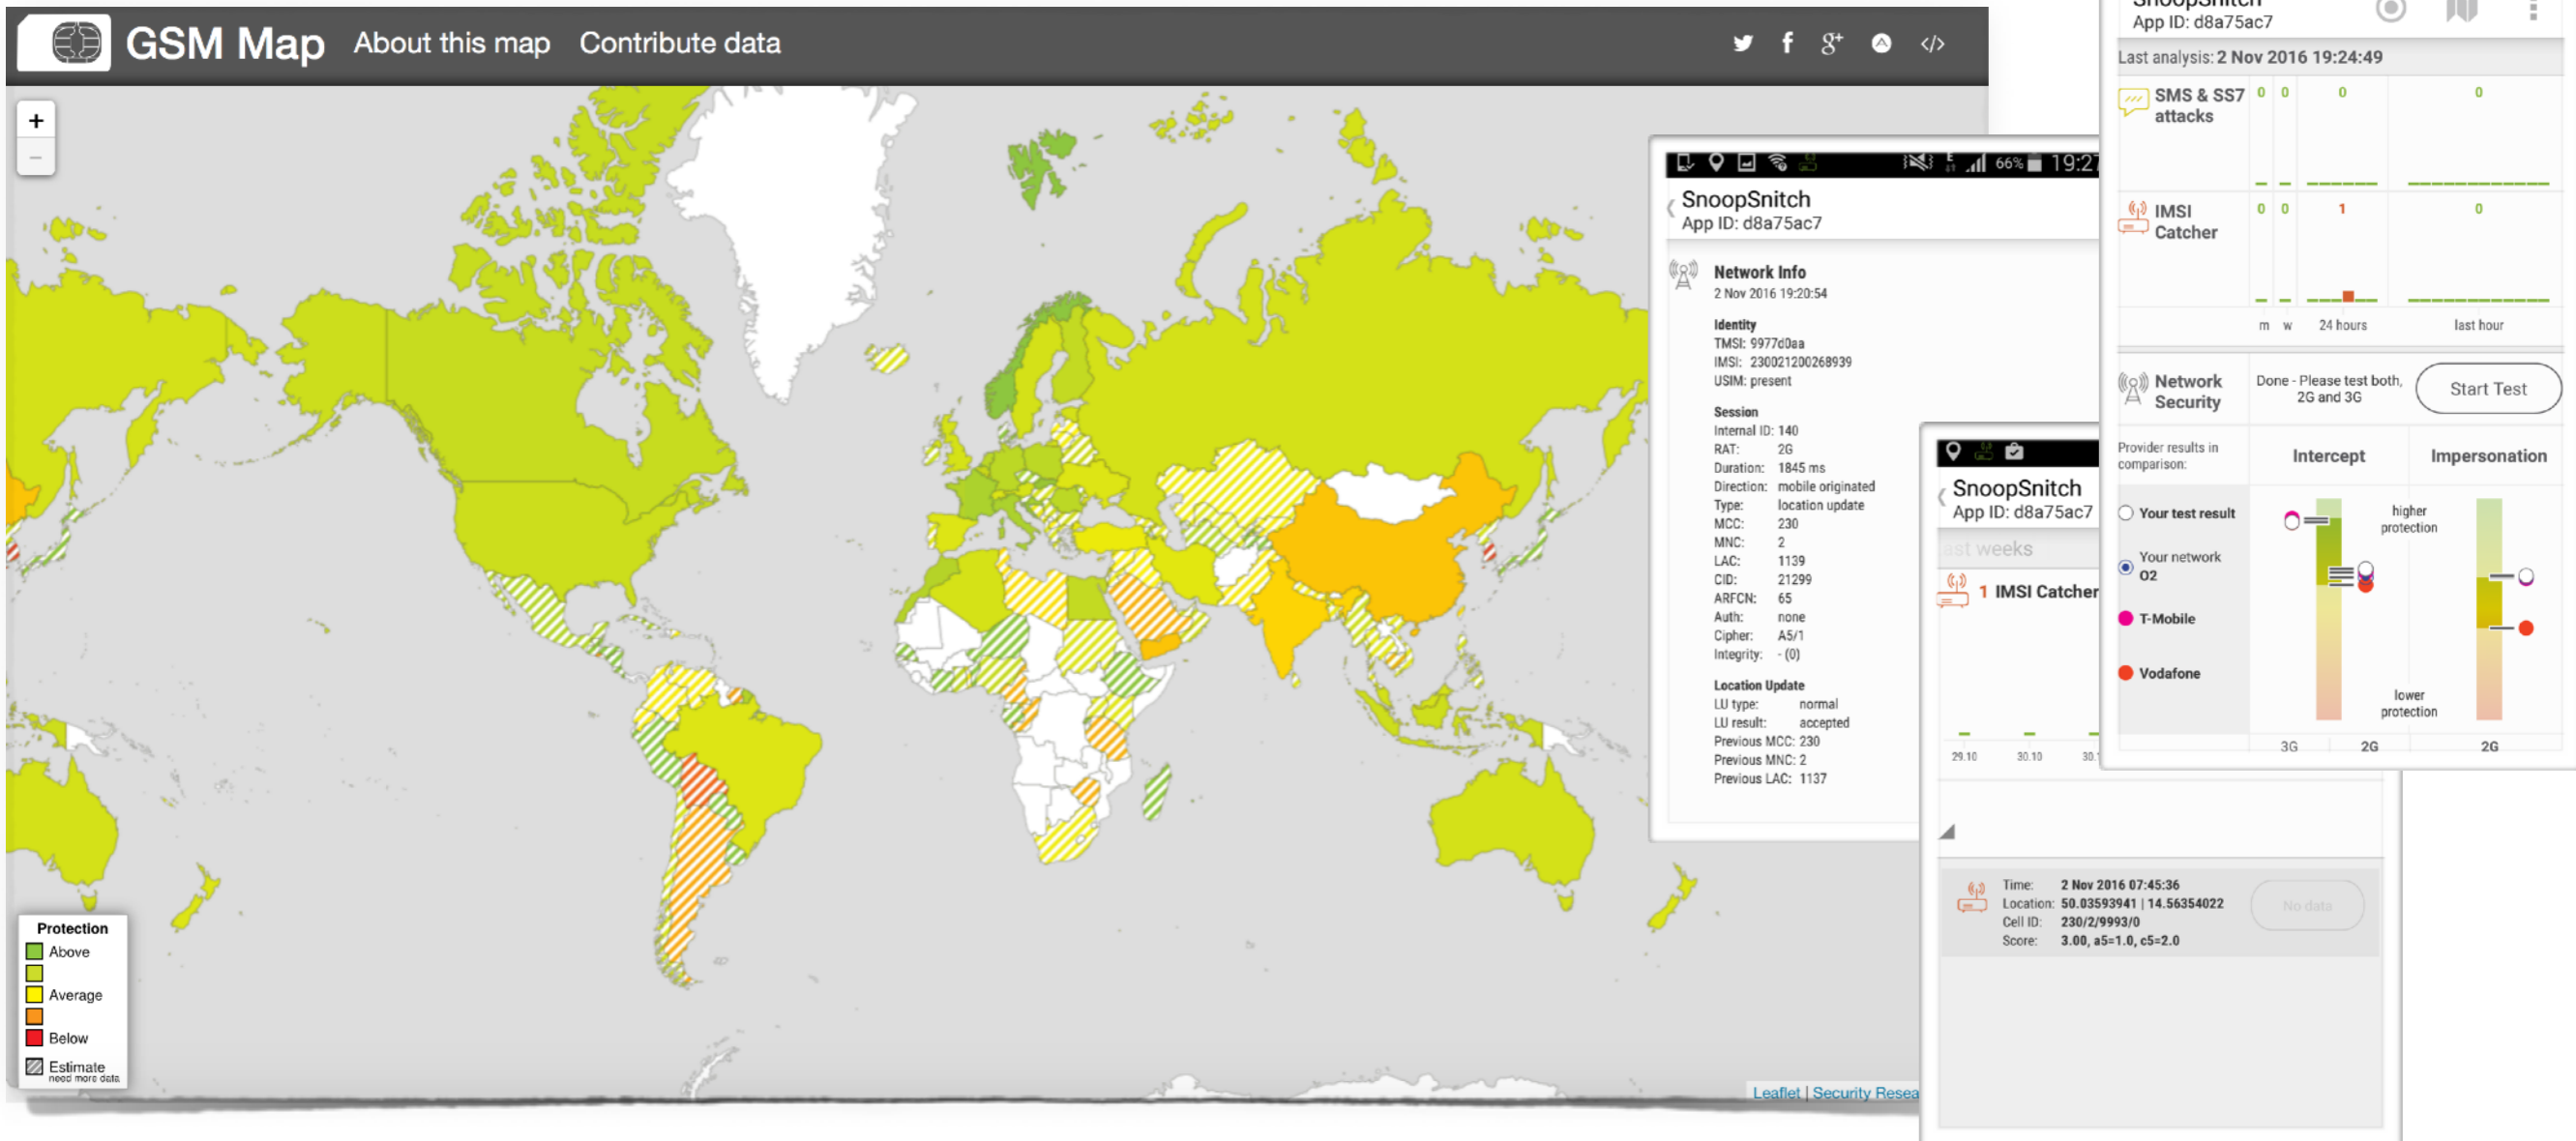 GSM Map About this map Contribute data
+
−
Protection
Above
Average
Below
Estimate
need more data
Leaflet | Security Resea
66% 19:27
SnoopSnitch
App ID: d8a75ac7
Network Info
2 Nov 2016 19:20:54
Identity
TMSI: 9977d0aa
IMSI: 230021200268939
USIM: present
Session
Internal ID: 140
RAT: 2G
Duration: 1845 ms
Direction: mobile originated
Type: location update
MCC: 230
MNC: 2
LAC: 1139
CID: 21299
ARFCN: 65
Auth: none
Cipher: A5/1
Integrity: - (0)
Location Update
LU type: normal
LU result: accepted
Previous MCC: 230
Previous MNC: 2
Previous LAC: 1137
SnoopSnitch
App ID: d8a75ac7
ast weeks
1 IMSI Catcher
29.10 30.10 30.1
Time: 2 Nov 2016 07:45:36
Location: 50.03593941 | 14.56354022
Cell ID: 230/2/9993/0
Score: 3.00, a5=1.0, c5=2.0
No data
SnoopSnitch
App ID: d8a75ac7
Last analysis: 2 Nov 2016 19:24:49
SMS & SS7
attacks
0 0 0 0
IMSI
Catcher
0 0 1 0
m w 24 hours last hour
Network
Security
Done - Please test both,
2G and 3G
Start Test
Provider results in
comparison:
Intercept Impersonation
Your test result
Your network
O2
T-Mobile
Vodafone
higher
protection
lower
protection
3G 2G 2G